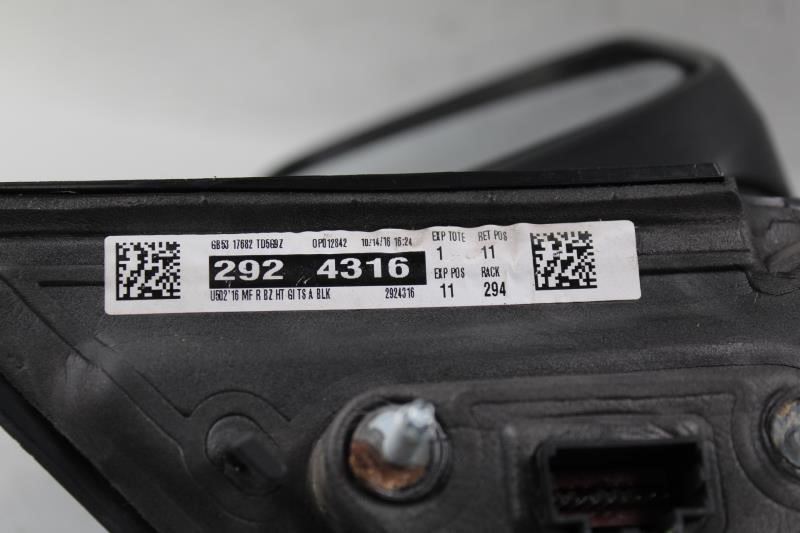 GB53 17682 TD5G9Z OP012842 10/14/16 16:24
292 4316
U502'16 MF R BZ HT GI TS A BLK 2924316
EXP TOTE RET POS
1 11
EXP POS RACK
11 294